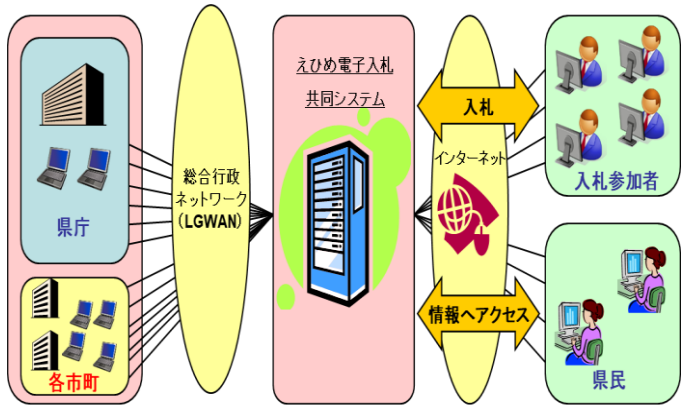 県庁
各市町
総合行政
ネットワーク
(LGWAN)
えひめ電子入札
共同システム
入札
インターネット
情報へアクセス
入札参加者
県民